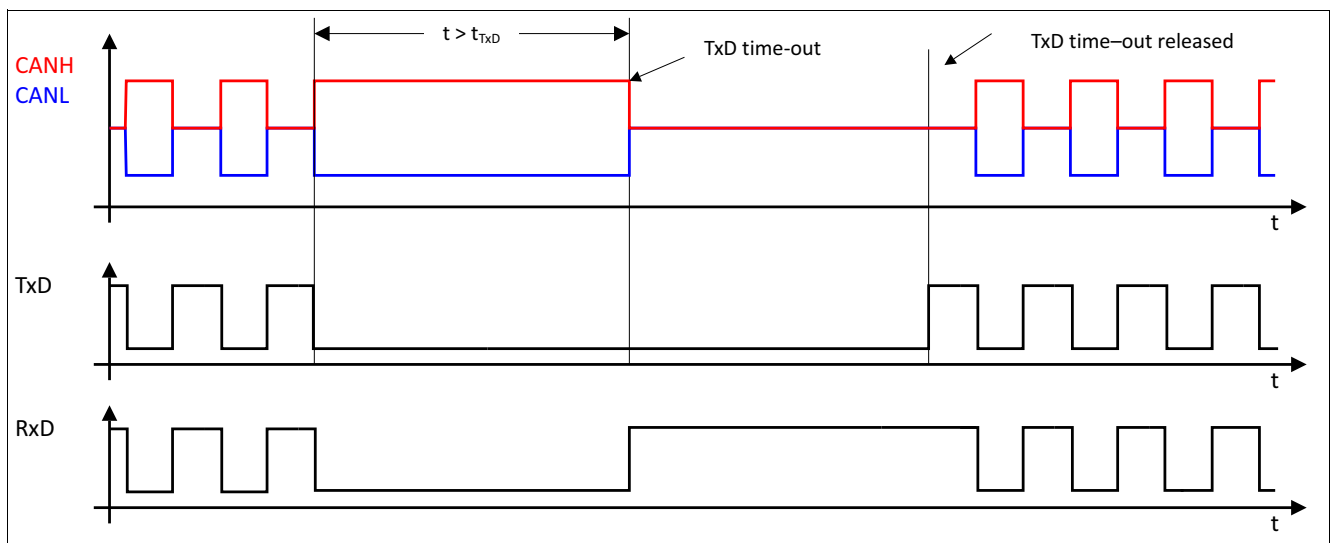 t > tTxD
TxD time-out
TxD time–out released
CANH
CANL
t
TxD
t
RxD
t